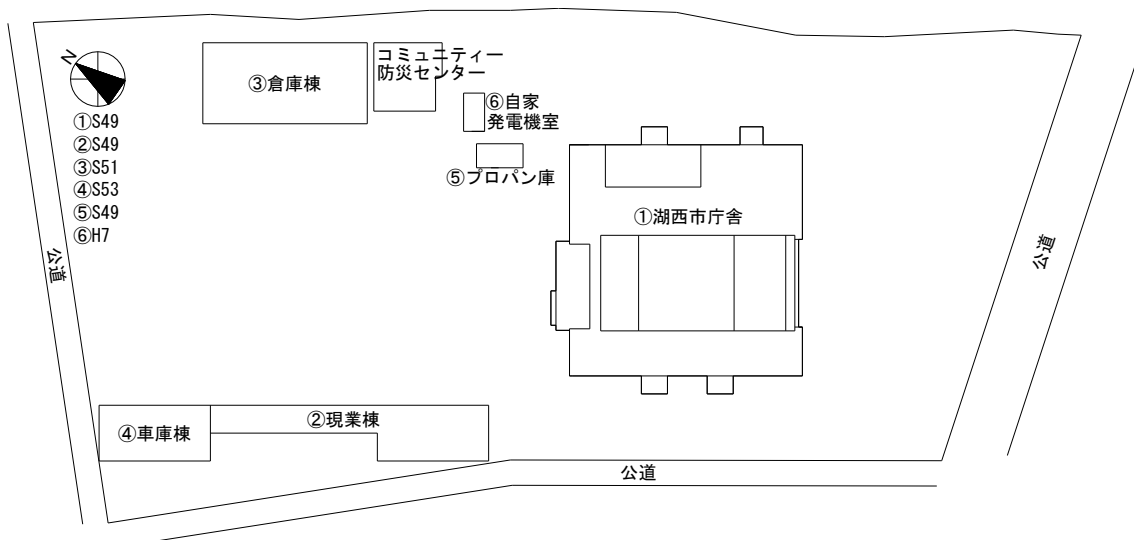 N
①S49
②S49
③S51
④S53
⑤S49
⑥H7
③倉庫棟
コミュニティー
防災センター
⑥自家
発電機室
⑤プロパン庫
①湖西市庁舎
公道
公道
④車庫棟
②現業棟
公道